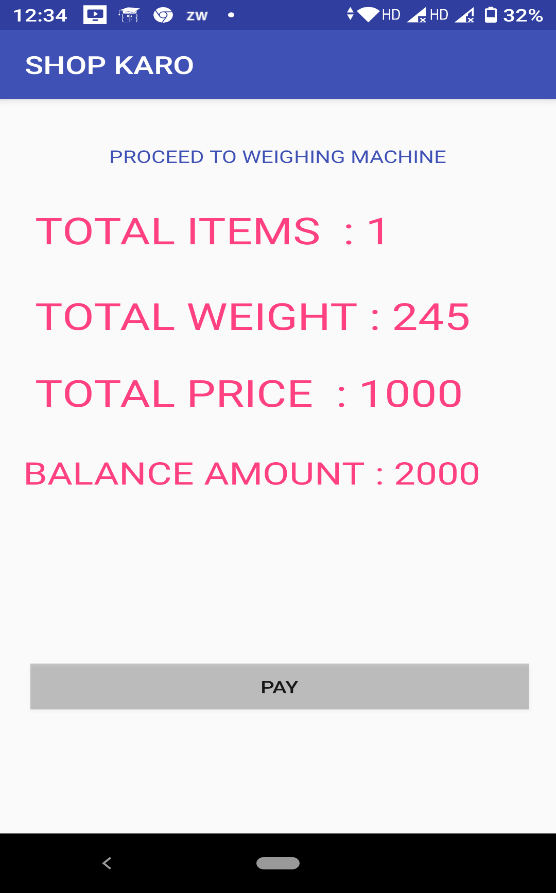 12:34 ZW HD HD 32%
SHOP KARO
PROCEED TO WEIGHING MACHINE
TOTAL ITEMS : 1
TOTAL WEIGHT : 245
TOTAL PRICE : 1000
BALANCE AMOUNT : 2000
PAY